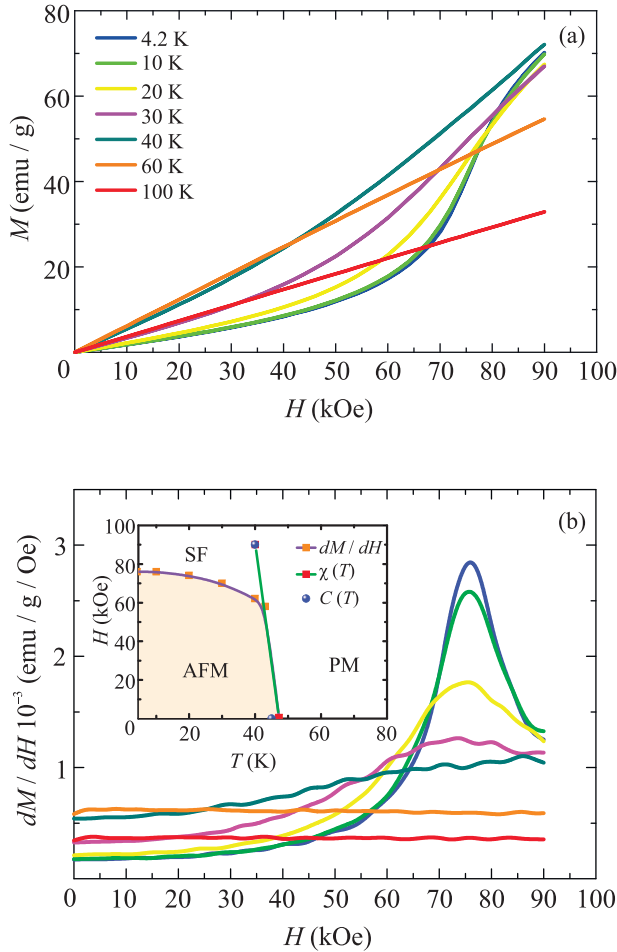 80
(a)
4.2 K
10 K
60
20 K
30 K
40 K
40
60 K
100 K
20
M (emu / g)
0 10 20 30 40 50 60 70 80 90 100
H (kOe)
(b)
3
2
1
dM / dH 10⁻³ (emu / g / Oe)
100
80
60
40
20
0
H (kOe)
SF
AFM
PM
dM / dH
χ (T)
C (T)
20 40 60 80
T (K)
0 10 20 30 40 50 60 70 80 90 100
H (kOe)